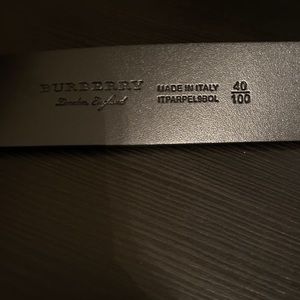 BURBERRY
London, England
MADE IN ITALY
ITPARPEL9BOL
40
100